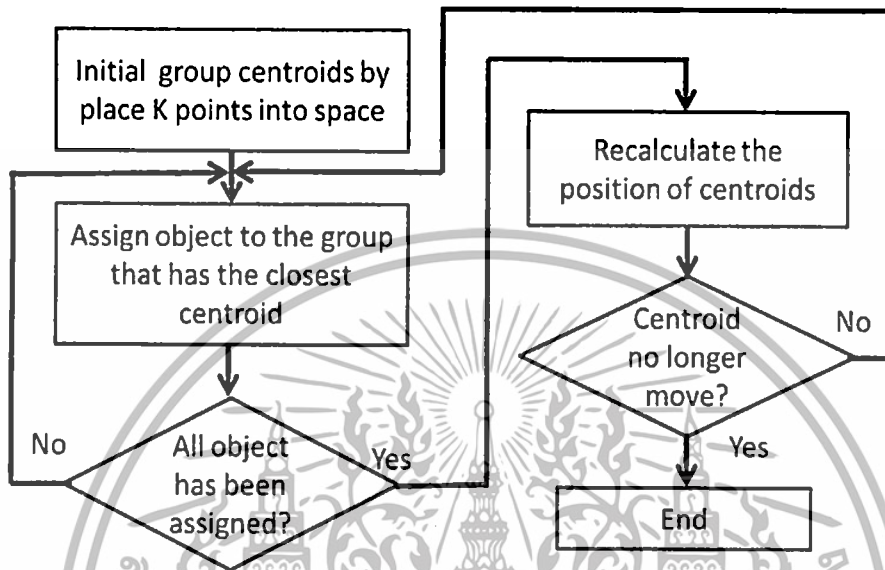 Initial group centroids by
place K points into space
Assign object to the group
that has the closest
centroid
All object
has been
assigned?
No
Yes
Recalculate the
position of centroids
Centroid
no longer
move?
No
Yes
End